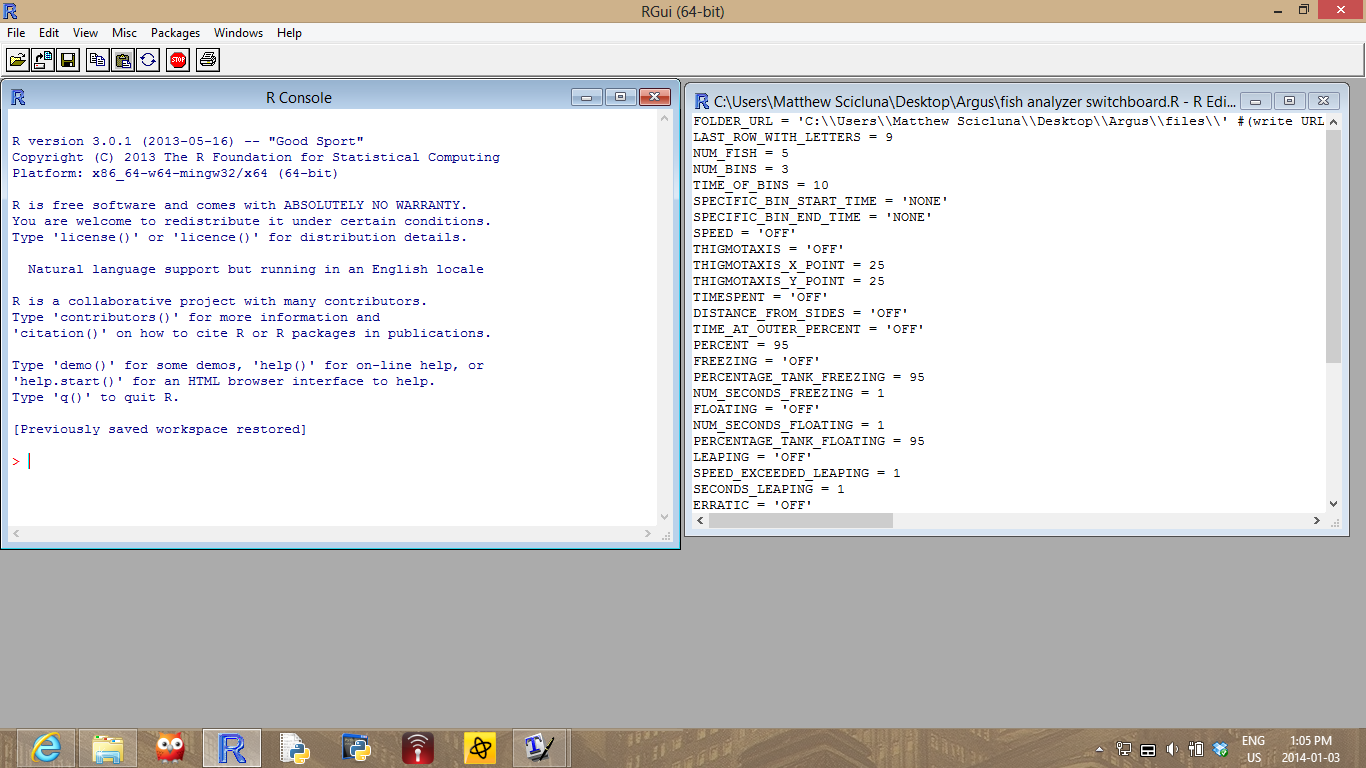 RGui (64-bit)
File Edit View Misc Packages Windows Help
STOP
R Console
R version 3.0.1 (2013-05-16) -- "Good Sport"
Copyright (C) 2013 The R Foundation for Statistical Computing
Platform: x86_64-w64-mingw32/x64 (64-bit)
R is free software and comes with ABSOLUTELY NO WARRANTY.
You are welcome to redistribute it under certain conditions.
Type 'license()' or 'licence()' for distribution details.
Natural language support but running in an English locale
R is a collaborative project with many contributors.
Type 'contributors()' for more information and
'citation()' on how to cite R or R packages in publications.
Type 'demo()' for some demos, 'help()' for on-line help, or
'help.start()' for an HTML browser interface to help.
Type 'q()' to quit R.
[Previously saved workspace restored]
>
C:\Users\Matthew Scicluna\Desktop\Argus\fish analyzer switchboard.R - R Edi...
FOLDER_URL = 'C:\\Users\\Matthew Scicluna\\Desktop\\Argus\\files\\' #(write URL
LAST_ROW_WITH_LETTERS = 9
NUM_FISH = 5
NUM_BINS = 3
TIME_OF_BINS = 10
SPECIFIC_BIN_START_TIME = 'NONE'
SPECIFIC_BIN_END_TIME = 'NONE'
SPEED = 'OFF'
THIGMOTAXIS = 'OFF'
THIGMOTAXIS_X_POINT = 25
THIGMOTAXIS_Y_POINT = 25
TIMESPENT = 'OFF'
DISTANCE_FROM_SIDES = 'OFF'
TIME_AT_OUTER_PERCENT = 'OFF'
PERCENT = 95
FREEZING = 'OFF'
PERCENTAGE_TANK_FREEZING = 95
NUM_SECONDS_FREEZING = 1
FLOATING = 'OFF'
NUM_SECONDS_FLOATING = 1
PERCENTAGE_TANK_FLOATING = 95
LEAPING = 'OFF'
SPEED_EXCEEDED_LEAPING = 1
SECONDS_LEAPING = 1
ERRATIC = 'OFF'
ENG 1:05 PM
US 2014-01-03